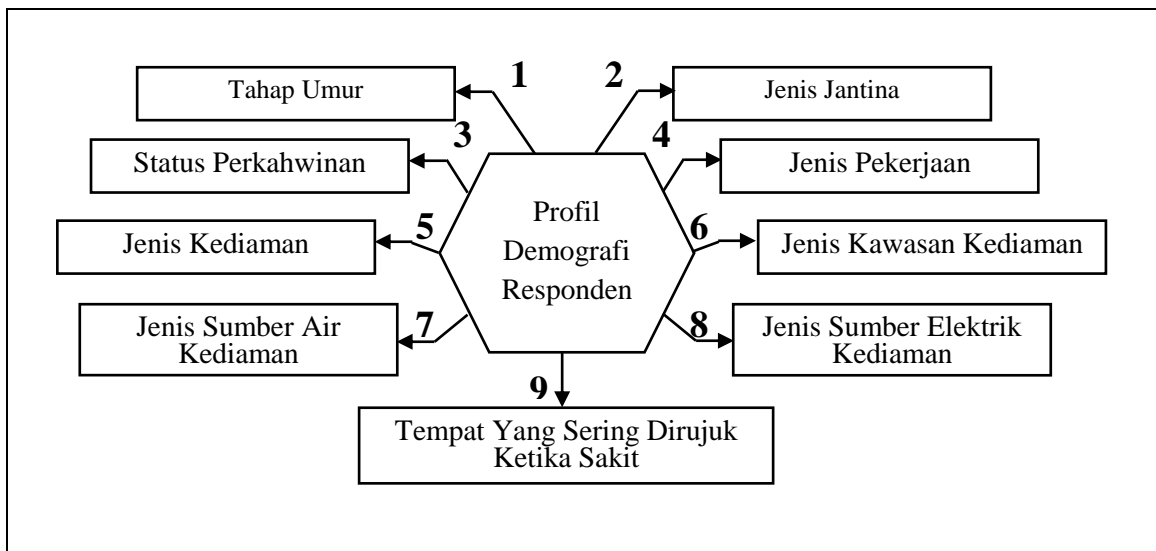 1
2
Tahap Umur
Jenis Jantina
3
4
Status Perkahwinan
Jenis Pekerjaan
Profil
Demografi
Responden
5
6
Jenis Kediaman
Jenis Kawasan Kediaman
7
8
Jenis Sumber Air
Kediaman
Jenis Sumber Elektrik
Kediaman
9
Tempat Yang Sering Dirujuk
Ketika Sakit